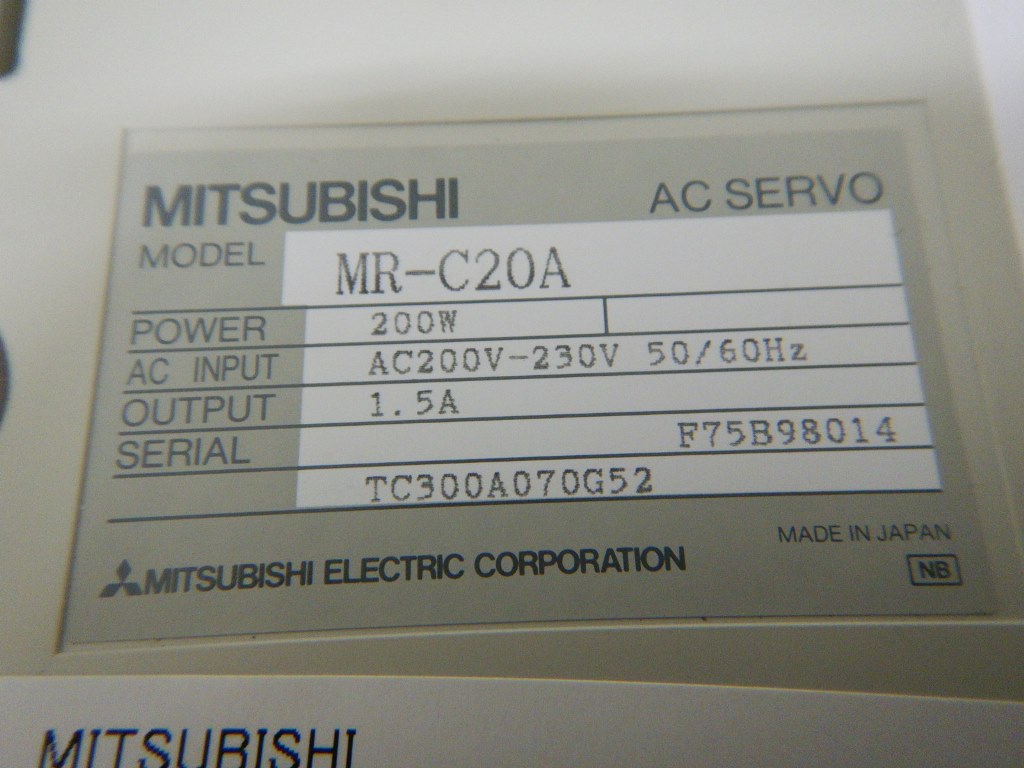 MITSUBISHI AC SERVO
MODEL MR-C20A
POWER 200W
AC INPUT AC200V-230V 50/60Hz
OUTPUT 1.5A
SERIAL F75B98014
TC300A070G52
MITSUBISHI ELECTRIC CORPORATION
MADE IN JAPAN
NB
MITSUBISHI